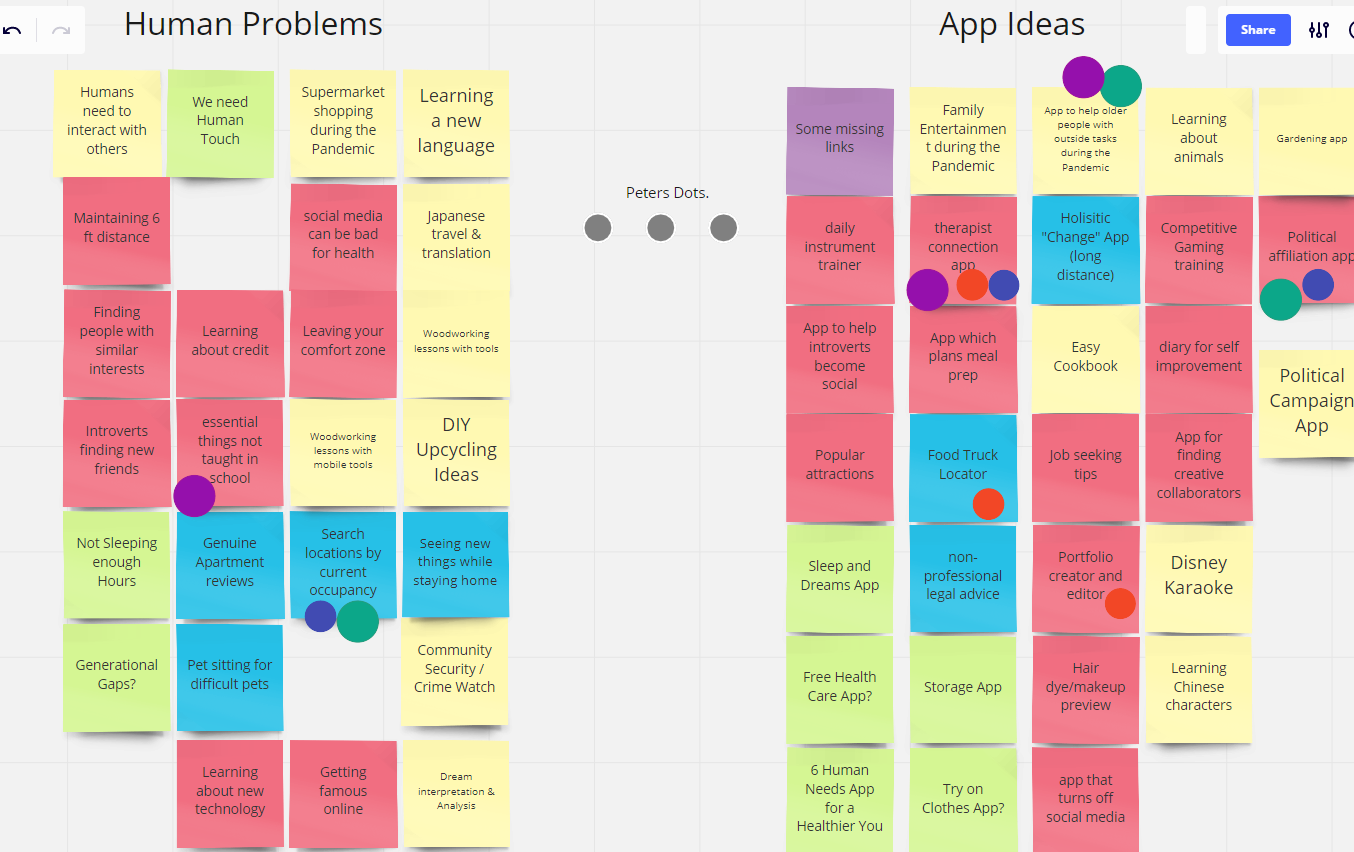 Human Problems
App Ideas
Share
Humans
need to
interact with
others
We need
Human
Touch
Supermarket
shopping
during the
Pandemic
Learning
a new
language
Maintaining 6
ft distance
social media
can be bad
for health
Japanese
travel &
translation
Finding
people with
similar
interests
Learning
about credit
Leaving your
comfort zone
Woodworking
lessons with tools
Introverts
finding new
friends
essential
things not
taught in
school
Woodworking
lessons with
mobile tools
DIY
Upcycling
Ideas
Not Sleeping
enough
Hours
Genuine
Apartment
reviews
Search
locations by
current
occupancy
Seeing new
things while
staying home
Generational
Gaps?
Pet sitting for
difficult pets
Community
Security /
Crime Watch
Learning
about new
technology
Getting
famous
online
Dream
interpretation &
Analysis
Peters Dots.
Some missing
links
Family
Entertainmen
t during the
Pandemic
App to help older
people with
outside tasks
during the
Pandemic
Learning
about
animals
Gardening app
daily
instrument
trainer
therapist
connection
app
Holisitic
"Change" App
(long
distance)
Competitive
Gaming
training
Political
affiliation app
App to help
introverts
become
social
App which
plans meal
prep
Easy
Cookbook
diary for self
improvement
Political
Campaign
App
Popular
attractions
Food Truck
Locator
Job seeking
tips
App for
finding
creative
collaborators
Sleep and
Dreams App
non-
professional
legal advice
Portfolio
creator and
editor
Disney
Karaoke
Free Health
Care App?
Storage App
Hair
dye/makeup
preview
Learning
Chinese
characters
6 Human
Needs App
for a
Healthier You
Try on
Clothes App?
app that
turns off
social media